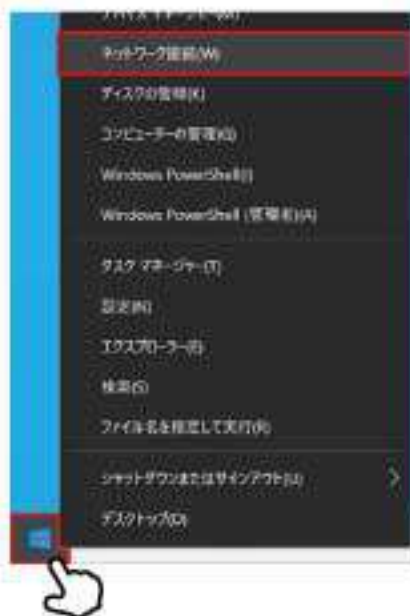 ネットワーク接続(W)
ディスクの管理(K)
コンピューターの管理(G)
Windows PowerShell(I)
Windows PowerShell (管理者)(A)
タスク マネージャー(T)
設定(N)
エクスプローラー(E)
検索(S)
ファイル名を指定して実行(R)
シャットダウンまたはサインアウト(U)
デスクトップ(D)